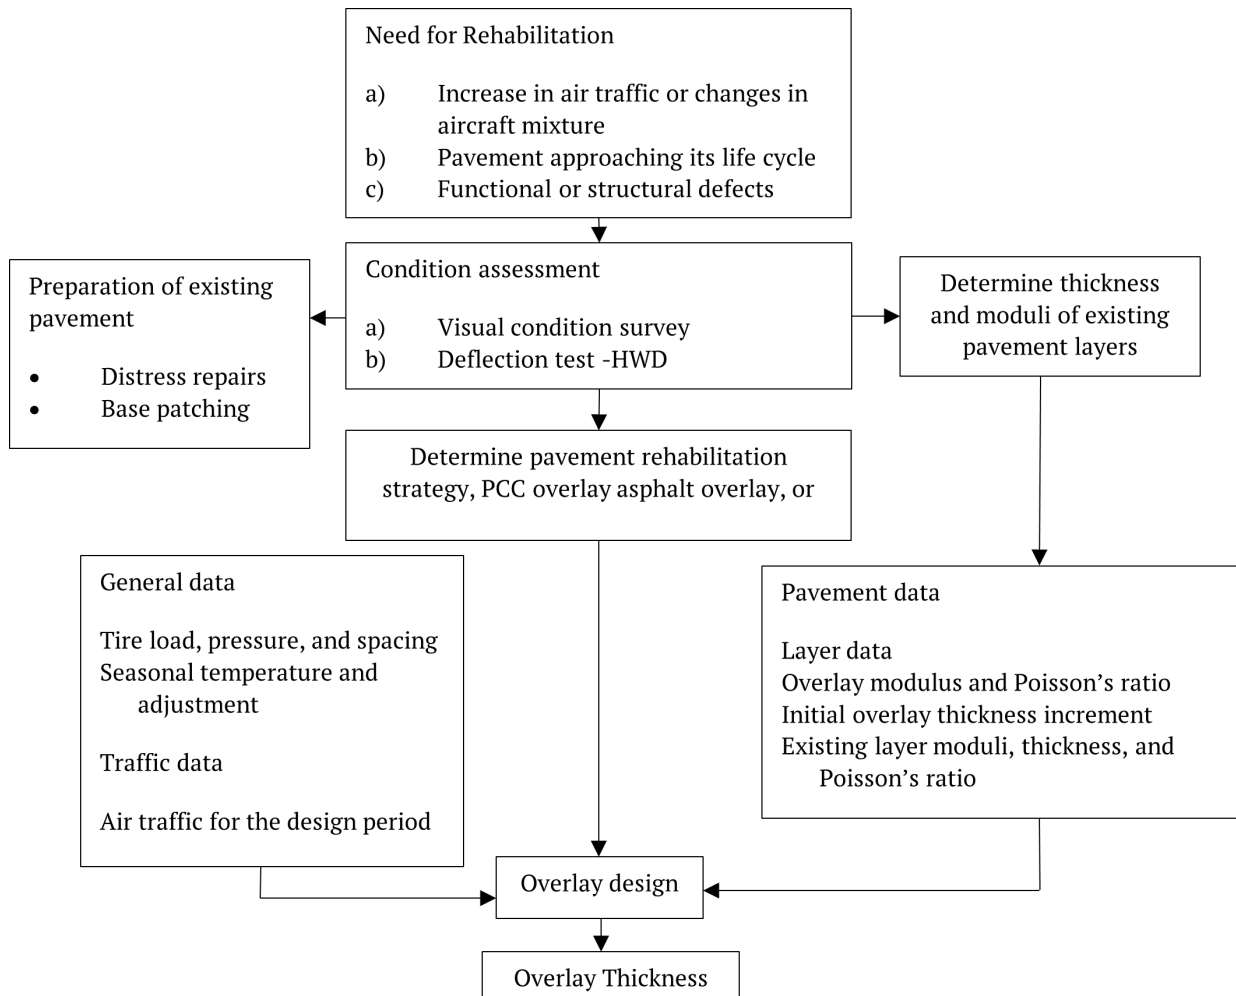 Need for Rehabilitation
a) Increase in air traffic or changes in
aircraft mixture
b) Pavement approaching its life cycle
c) Functional or structural defects
Condition assessment
a) Visual condition survey
b) Deflection test -HWD
Preparation of existing
pavement
• Distress repairs
• Base patching
Determine thickness
and moduli of existing
pavement layers
Determine pavement rehabilitation
strategy, PCC overlay asphalt overlay, or
General data
Tire load, pressure, and spacing
Seasonal temperature and
adjustment
Traffic data
Air traffic for the design period
Pavement data
Layer data
Overlay modulus and Poisson’s ratio
Initial overlay thickness increment
Existing layer moduli, thickness, and
Poisson’s ratio
Overlay design
Overlay Thickness